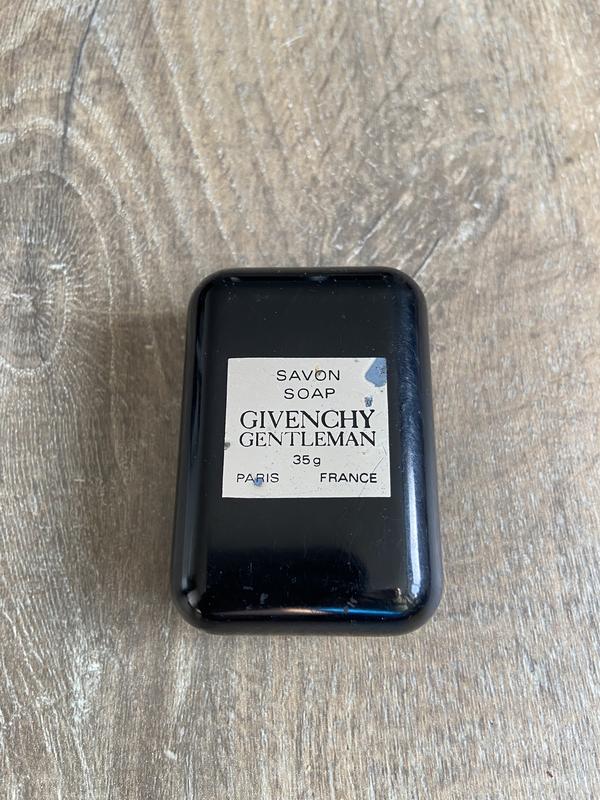 SAVON
SOAP
GIVENCHY
GENTLEMAN
35g
PARIS FRANCE